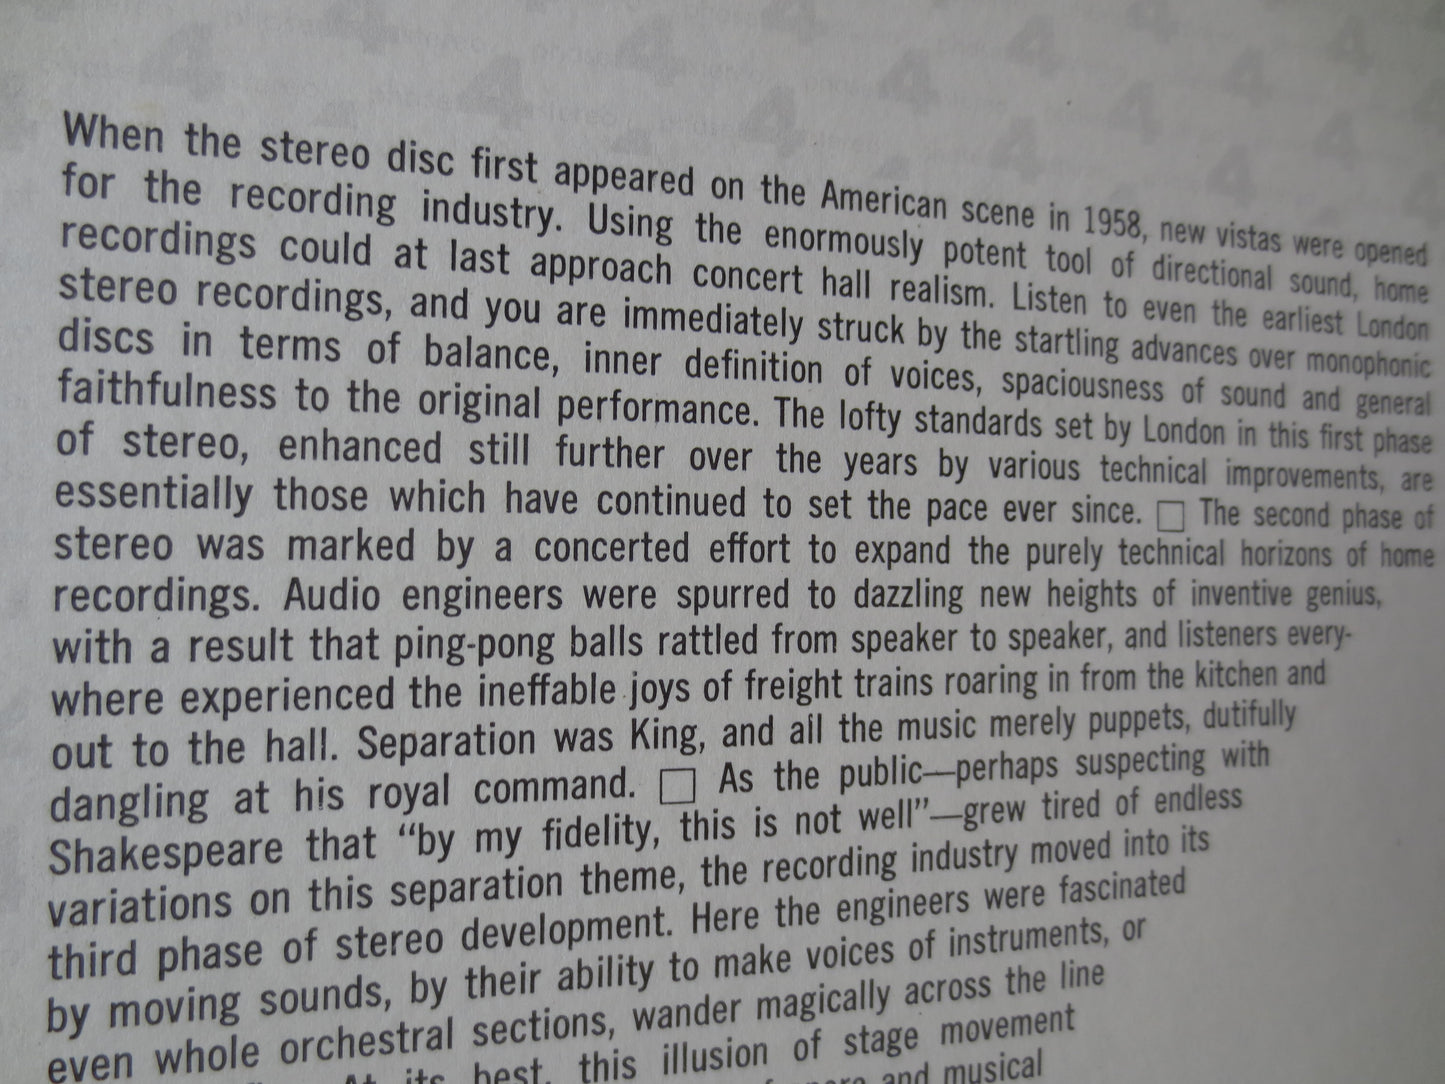 When the stereo disc first appeared on the American scene in 1958, new vistas were opened
for the recording industry. Using the enormously potent tool of directional sound, home
recordings could at last approach concert hall realism. Listen to even the earliest London
stereo recordings, and you are immediately struck by the startling advances over monophonic
discs in terms of balance, inner definition of voices, spaciousness of sound and general
faithfulness to the original performance. The lofty standards set by London in this first phase
of stereo, enhanced still further over the years by various technical improvements, are
essentially those which have continued to set the pace ever since. □ The second phase of
stereo was marked by a concerted effort to expand the purely technical horizons of home
recordings. Audio engineers were spurred to dazzling new heights of inventive genius,
with a result that ping-pong balls rattled from speaker to speaker, and listeners every-
where experienced the ineffable joys of freight trains roaring in from the kitchen and
out to the hall. Separation was King, and all the music merely puppets, dutifully
dangling at his royal command. □ As the public—perhaps suspecting with
Shakespeare that “by my fidelity, this is not well”—grew tired of endless
variations on this separation theme, the recording industry moved into its
third phase of stereo development. Here the engineers were fascinated
by moving sounds, by their ability to make voices of instruments, or
even whole orchestral sections, wander magically across the line
At its best, this illusion of stage movement
and musical